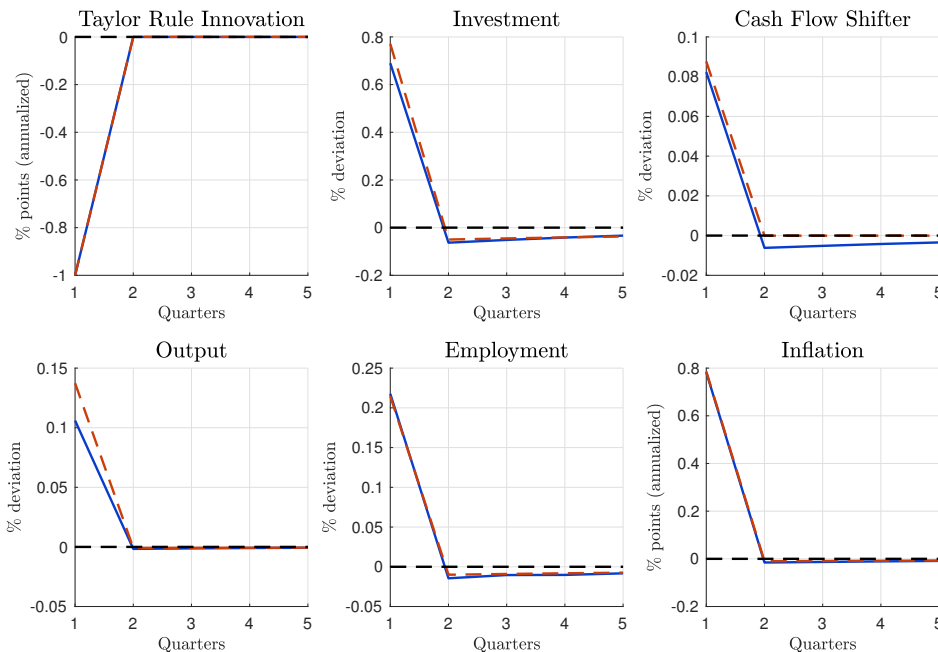 Taylor Rule Innovation
% points (annualized)
0
-0.2
-0.4
-0.6
-0.8
-1
1 2 3 4 5
Quarters
Investment
% deviation
0.8
0.6
0.4
0.2
0
-0.2
1 2 3 4 5
Quarters
Cash Flow Shifter
% deviation
0.1
0.08
0.06
0.04
0.02
0
-0.02
1 2 3 4 5
Quarters
Output
% deviation
0.15
0.1
0.05
0
-0.05
1 2 3 4 5
Quarters
Employment
% deviation
0.25
0.2
0.15
0.1
0.05
0
-0.05
1 2 3 4 5
Quarters
Inflation
% points (annualized)
0.8
0.6
0.4
0.2
0
-0.2
1 2 3 4 5
Quarters